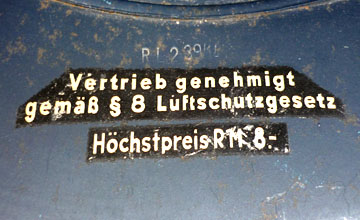 Vertrieb genehmigt
gemäß § 8 Luftschutzgesetz
Höchstpreis RM 8.-